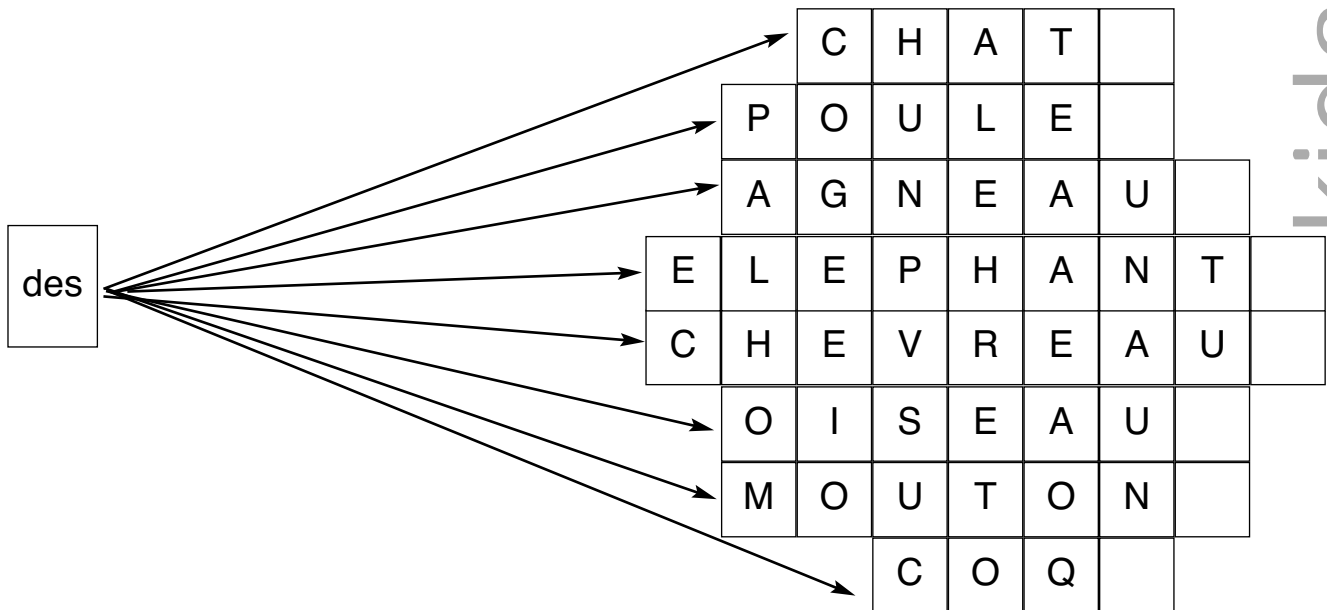 CHAT
POULE
AGNEAU
des
ELEPHANT
CHEVREAU
OISEAU
MOUTON
COQ